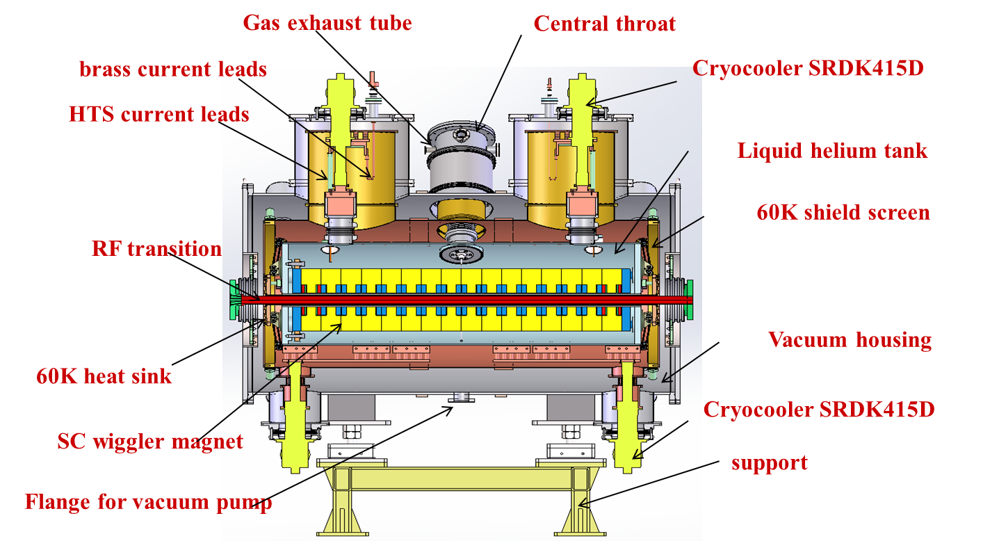 Gas exhaust tube
Central throat
brass current leads
Cryocooler SRDK415D
HTS current leads
Liquid helium tank
60K shield screen
RF transition
Vacuum housing
60K heat sink
Cryocooler SRDK415D
SC wiggler magnet
support
Flange for vacuum pump